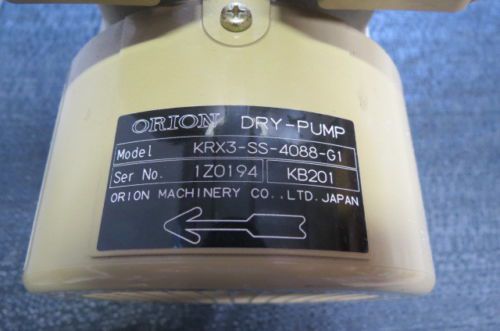 ORION DRY-PUMP
Model KRX3-SS-4088-G1
Ser No. 1Z0194 KB201
ORION MACHINERY CO.,LTD.JAPAN